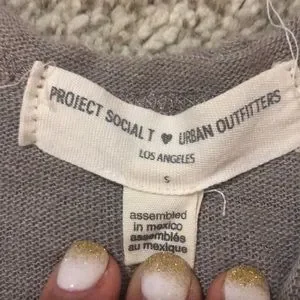 PROJECT SOCIAL T ♥ URBAN OUTFITTERS
LOS ANGELES
S
assembled
in mexico
assemblés
au mexique